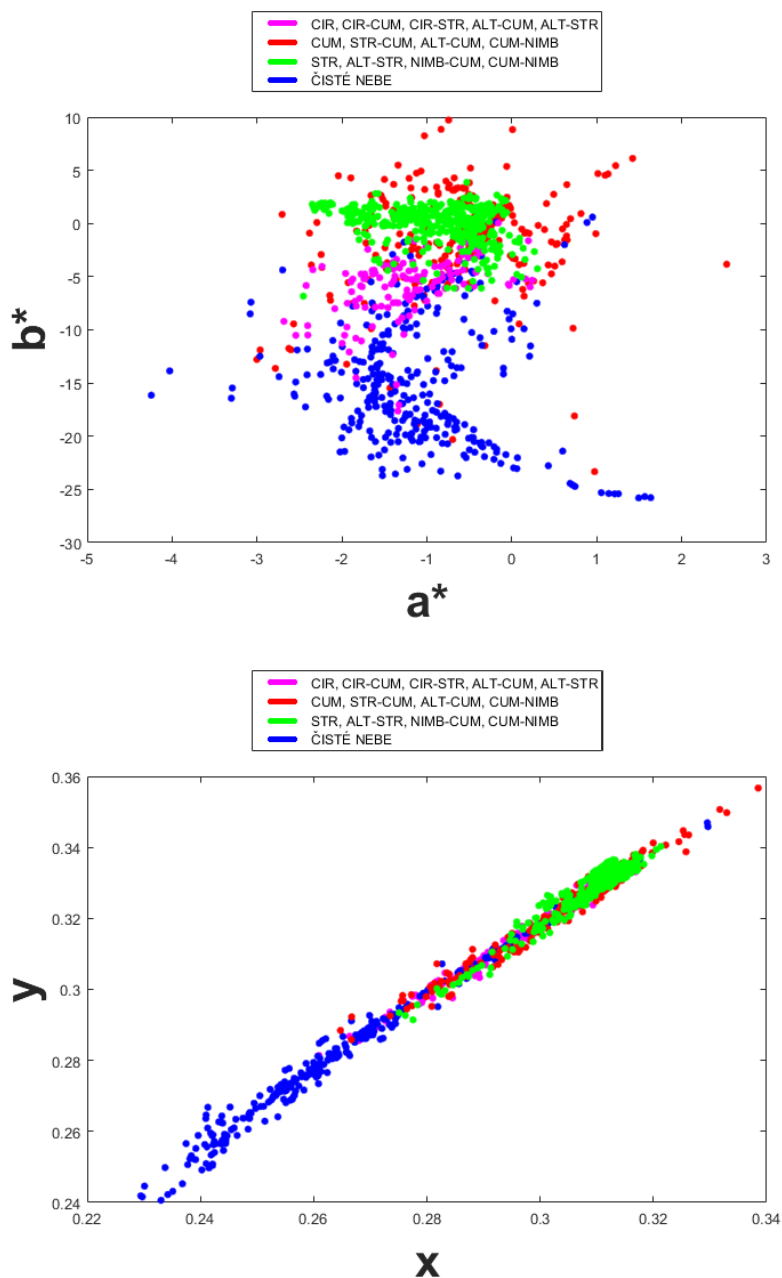 CIR, CIR-CUM, CIR-STR, ALT-CUM, ALT-STR
CUM, STR-CUM, ALT-CUM, CUM-NIMB
STR, ALT-STR, NIMB-CUM, CUM-NIMB
ČISTÉ NEBE
10
5
0
-5
-10
-15
-20
-25
-30
b*
-5 -4 -3 -2 -1 0 1 2 3
a*
CIR, CIR-CUM, CIR-STR, ALT-CUM, ALT-STR
CUM, STR-CUM, ALT-CUM, CUM-NIMB
STR, ALT-STR, NIMB-CUM, CUM-NIMB
ČISTÉ NEBE
0.36
0.34
0.32
0.3
0.28
0.26
0.24
y
0.22 0.24 0.26 0.28 0.3 0.32 0.34
x